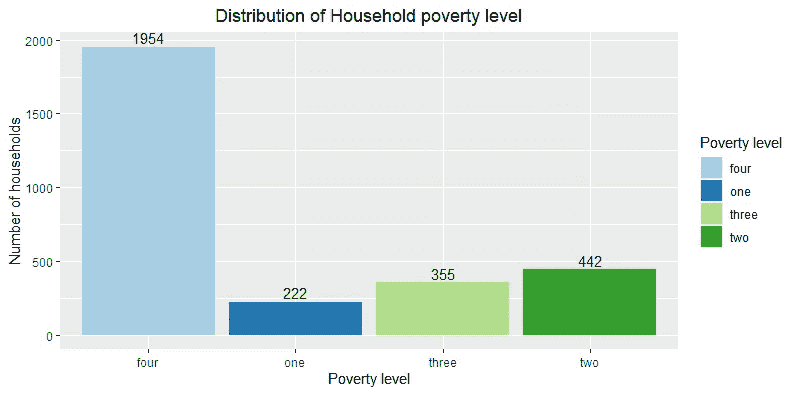 Distribution of Household poverty level
Number of households
2000
1500
1000
500
0
1954
222
355
442
four
one
three
two
Poverty level
Poverty level
four
one
three
two